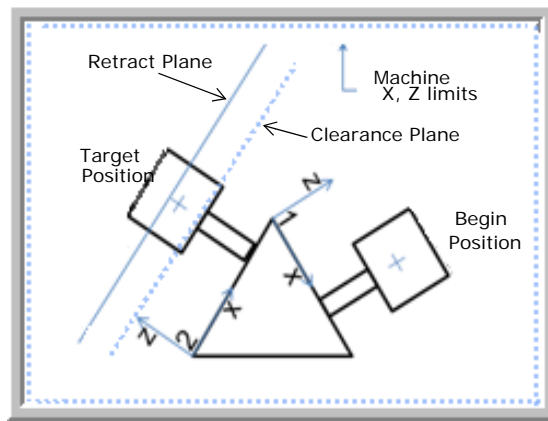 Retract Plane
Machine
X, Z limits
Clearance Plane
Target
Position
Begin
Position
Z
1
X
X
2
Z